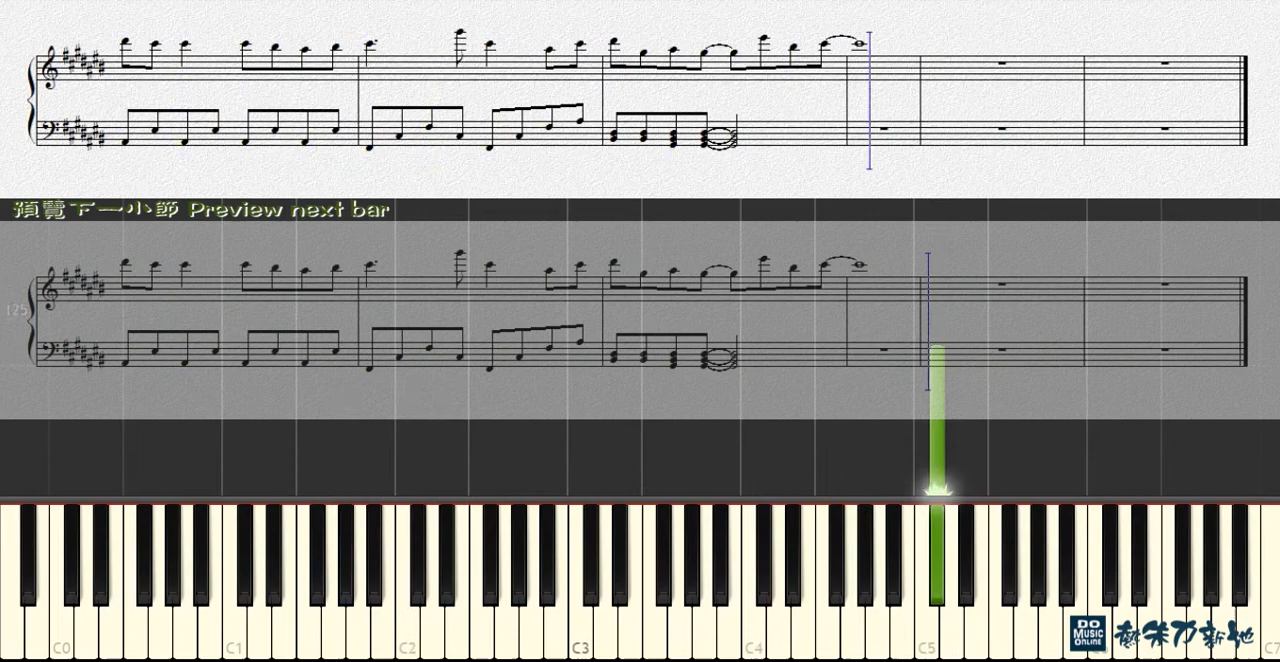 預覽下一小節 Preview next bar
125
C0 C1 C2 C3 C4 C5 C7
DO
MUSIC
ONLINE